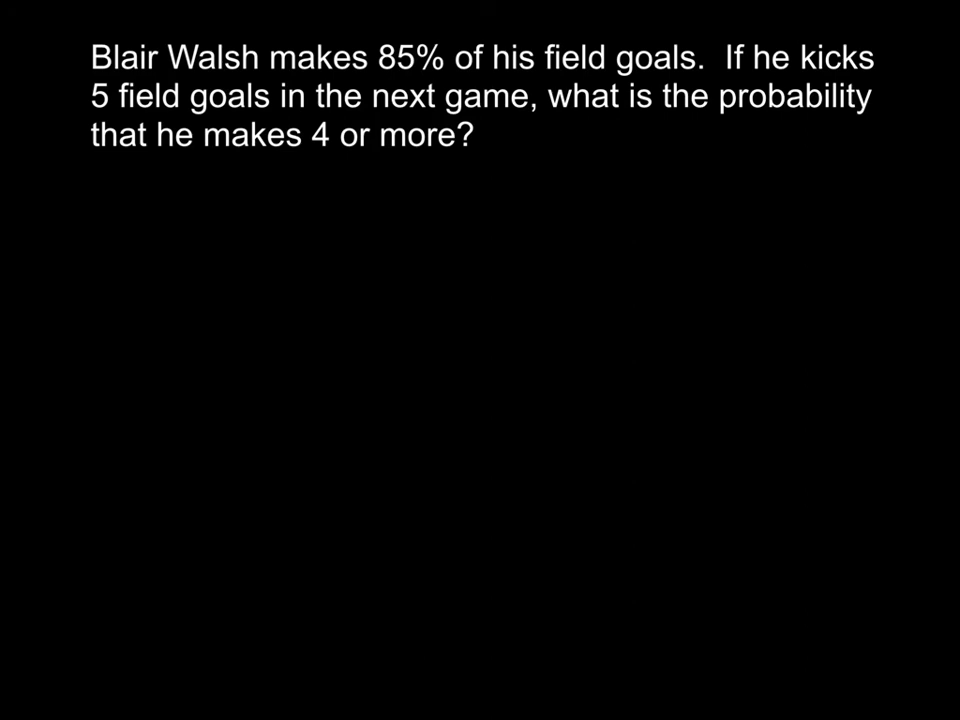 Blair Walsh makes 85% of his field goals.  If he kicks
5 field goals in the next game, what is the probability
that he makes 4 or more?